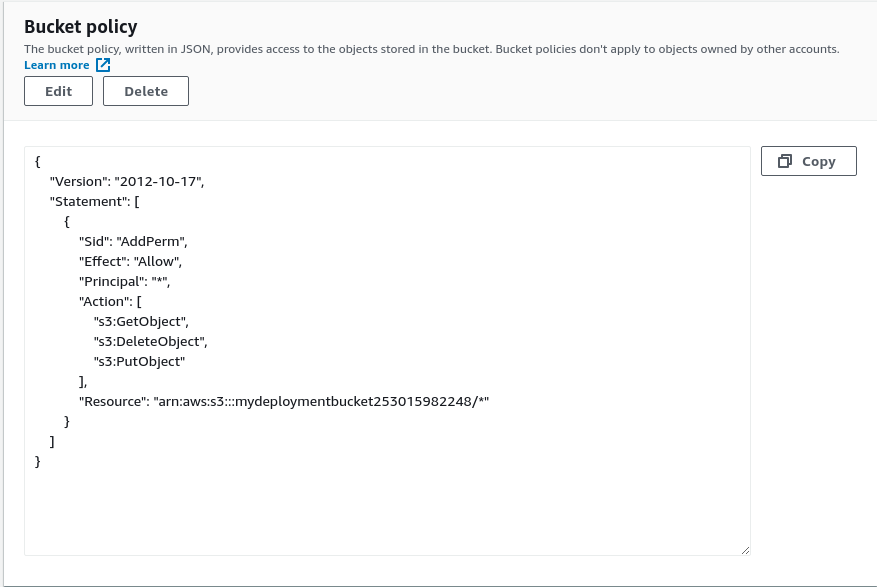 Bucket policy
The bucket policy, written in JSON, provides access to the objects stored in the bucket. Bucket policies don't apply to objects owned by other accounts.
Learn more
Edit Delete
Copy
{
"Version": "2012-10-17",
"Statement": [
{
"Sid": "AddPerm",
"Effect": "Allow",
"Principal": "*",
"Action": [
"s3:GetObject",
"s3:DeleteObject",
"s3:PutObject"
],
"Resource": "arn:aws:s3:::mydeploymentbucket253015982248/*"
}
]
}